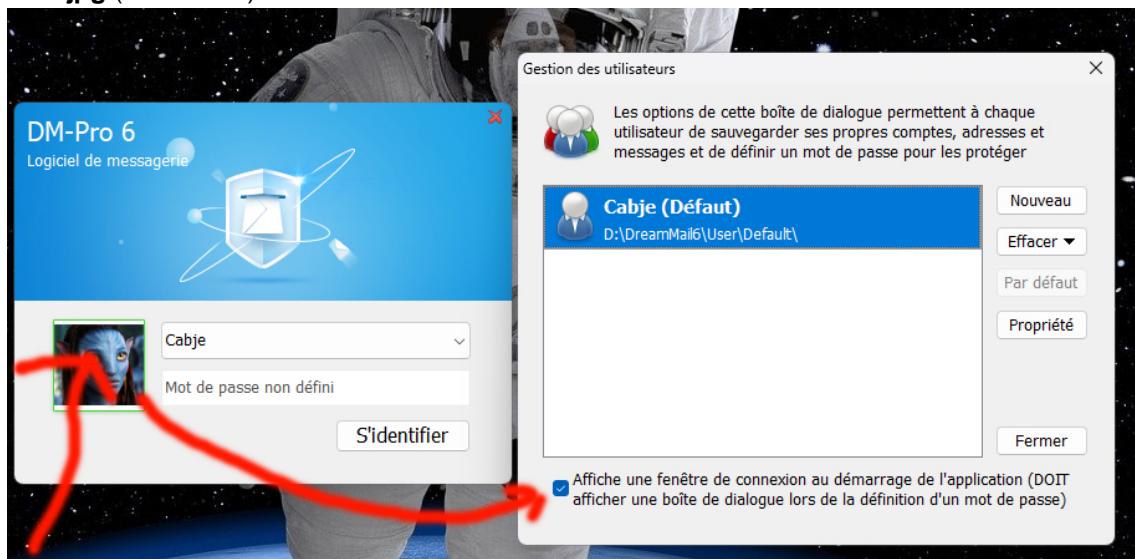 Gestion des utilisateurs
Les options de cette boîte de dialogue permettent à chaque
utilisateur de sauvegarder ses propres comptes, adresses et
messages et de définir un mot de passe pour les protéger
DM-Pro 6
Logiciel de messagerie
Cabje
Mot de passe non défini
S'identifier
Cabje (Défaut)
D:\DreamMail6\User\Default\
Nouveau
Effacer
Par défaut
Propriété
Fermer
Affiche une fenêtre de connexion au démarrage de l'application (DOIT
afficher une boîte de dialogue lors de la définition d'un mot de passe)